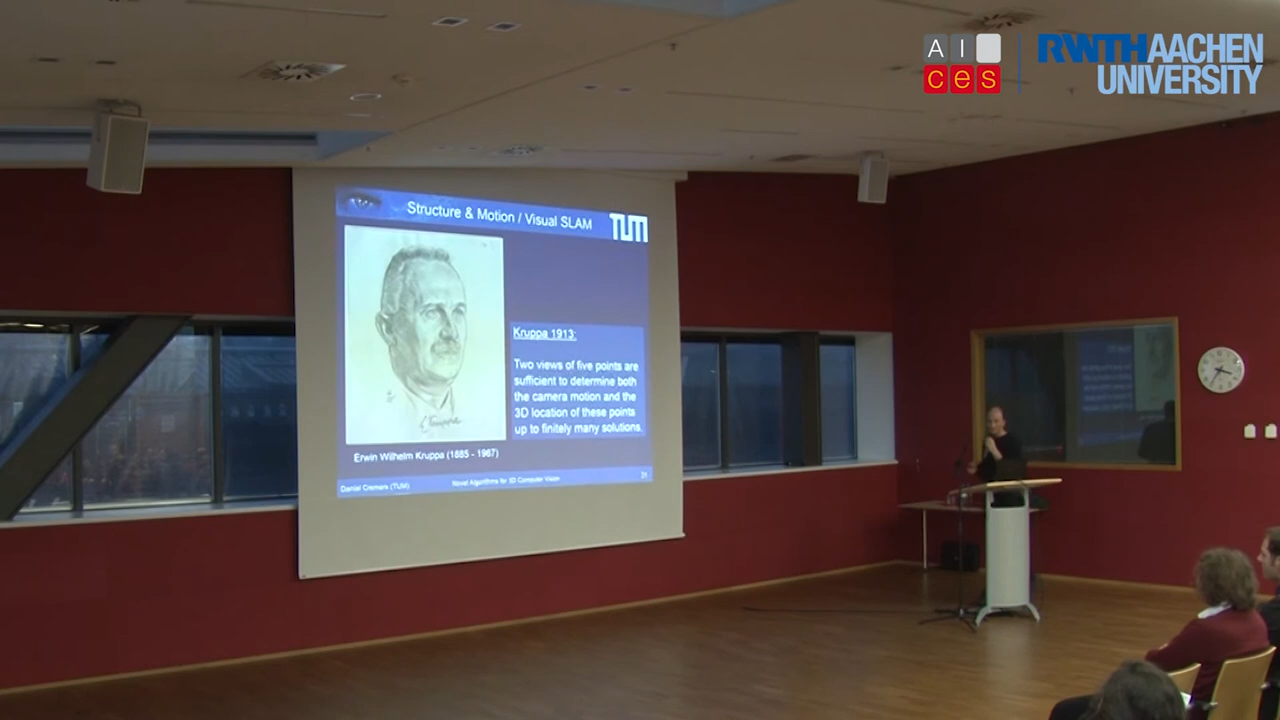 AI
ces
RWTHAACHEN
UNIVERSITY
Structure & Motion / Visual SLAM
TUM
Kruppa 1913:
Two views of five points are
sufficient to determine both
the camera motion and the
3D location of these points
up to finitely many solutions.
Erwin Wilhelm Kruppa (1885 - 1967)
Daniel Cremers (TUM)
Novel Algorithms for 3D Computer Vision